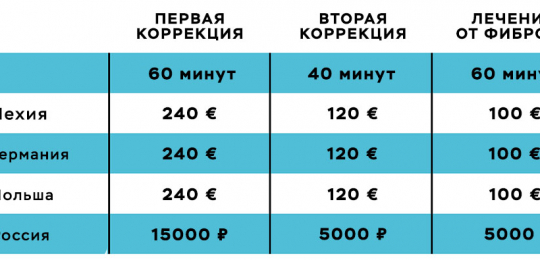 ПЕРВАЯ КОРРЕКЦИЯ ВТОРАЯ КОРРЕКЦИЯ ЛЕЧЕНИ ОТ ФИБРО
60 минут 40 минут 60 мину
Чехия 240 € 120 € 100 €
ермания 240 € 120 € 100 €
ольша 240 € 120 € 100 €
оссия 15000 ₽ 5000 ₽ 5000